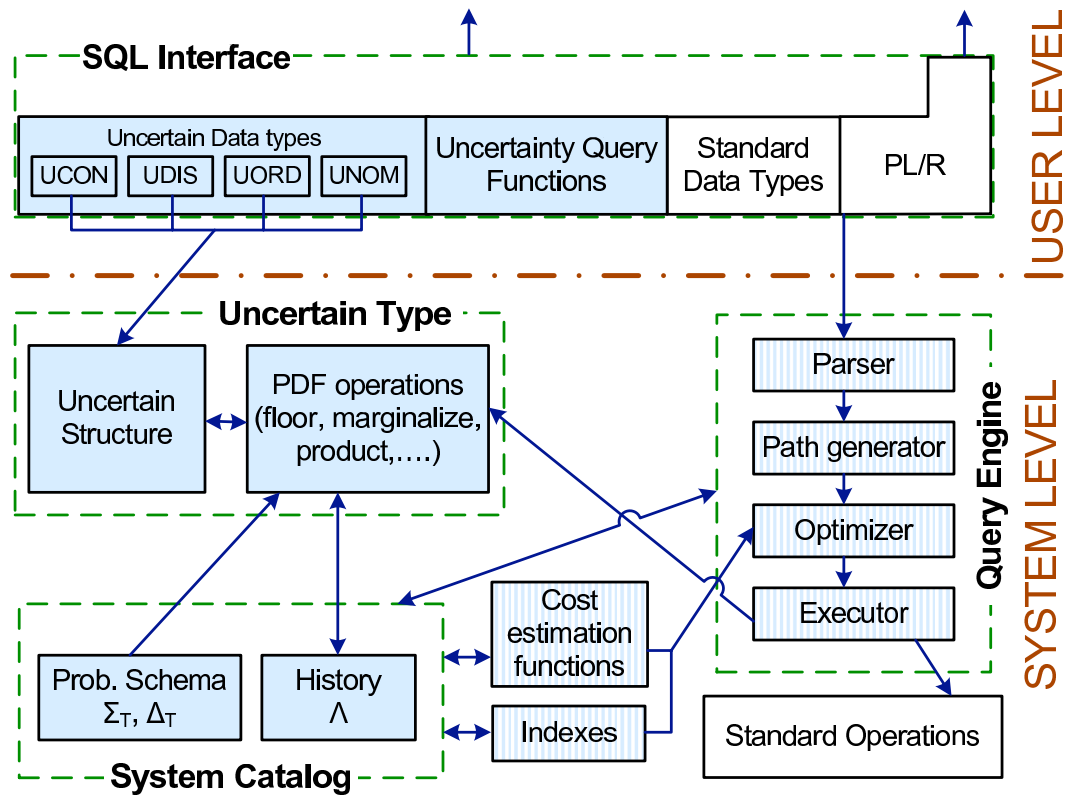 SQL Interface
Uncertain Data types
UCON
UDIS
UORD
UNOM
Uncertainty Query
Functions
Standard
Data Types
PL/R
USER LEVEL
Uncertain Type
Uncertain
Structure
PDF operations
(floor, marginalize,
product,....)
Parser
Path generator
Optimizer
Executor
Query Engine
SYSTEM LEVEL
Cost
estimation
functions
Prob. Schema
Σ_T, Δ_T
History
Λ
Indexes
Standard Operations
System Catalog